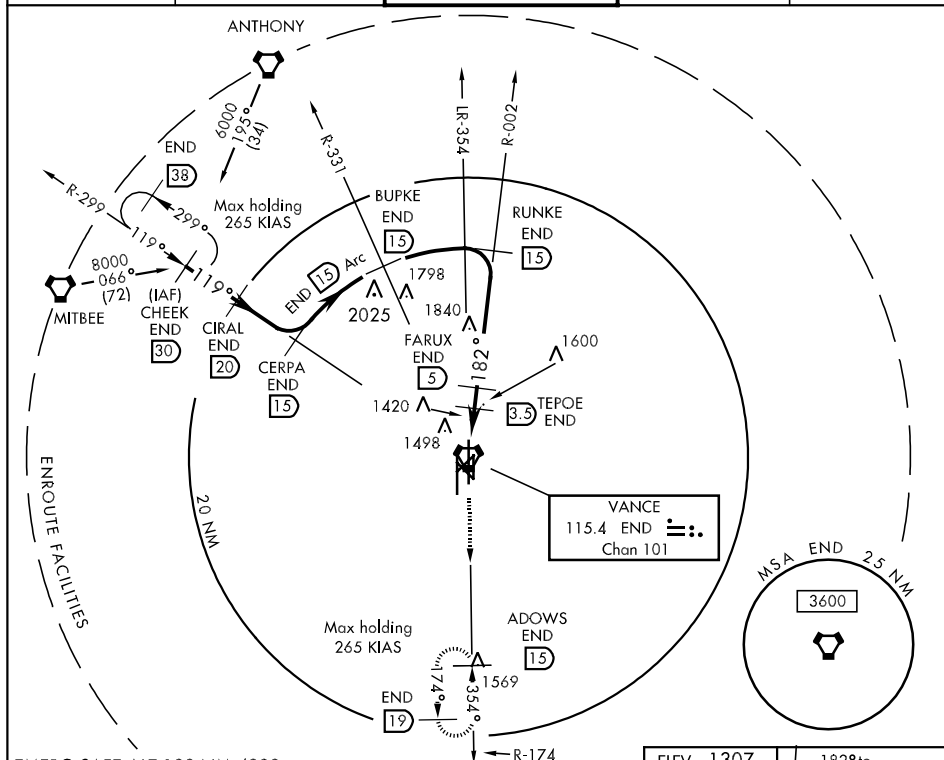 ANTHONY
6000
195°
(34)
END
38
R-299
299°
119°
Max holding
265 KIAS
R-331
LR-354
R-002
BUPKE
END
15
RUNKE
END
15
8000
066°
(72)
MITBEE
119°
(IAF)
CHEEK
END
30
CIRAL
END
20
END 15 Arc
CERPA
END
15
2025
1798
1840
FARUX
END
5
182°
1600
1420
3.5 TEPOE
END
1498
ENROUTE FACILITIES
20 NM
VANCE
115.4 END
Chan 101
MSA END 25 NM
3600
Max holding
265 KIAS
ADOWS
END
15
1569
174°
354°
END
19
R-174
ELEV 1307